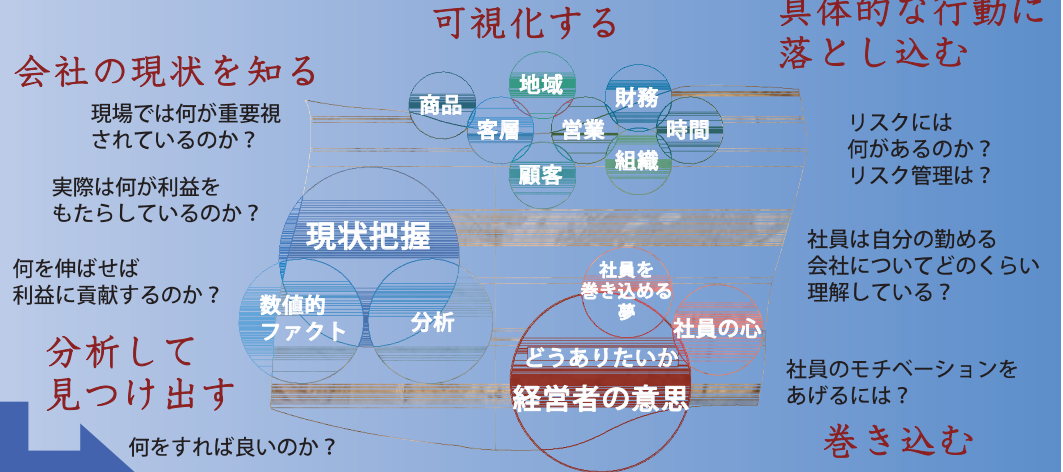 可視化する
具体的な行動に
落とし込む
会社の現状を知る
現場では何が重要視
されているのか？
実際は何が利益を
もたらしているのか？
何を伸ばせば
利益に貢献するのか？
分析して
見つけ出す
何をすれば良いのか？
商品
地域
財務
客層
営業
時間
顧客
組織
現状把握
数値的
ファクト
分析
社員を
巻き込める
夢
社員の心
どうありたいか
経営者の意思
リスクには
何があるのか？
リスク管理は？
社員は自分の勤める
会社についてどのくらい
理解している？
社員のモチベーションを
あげるには？
巻き込む